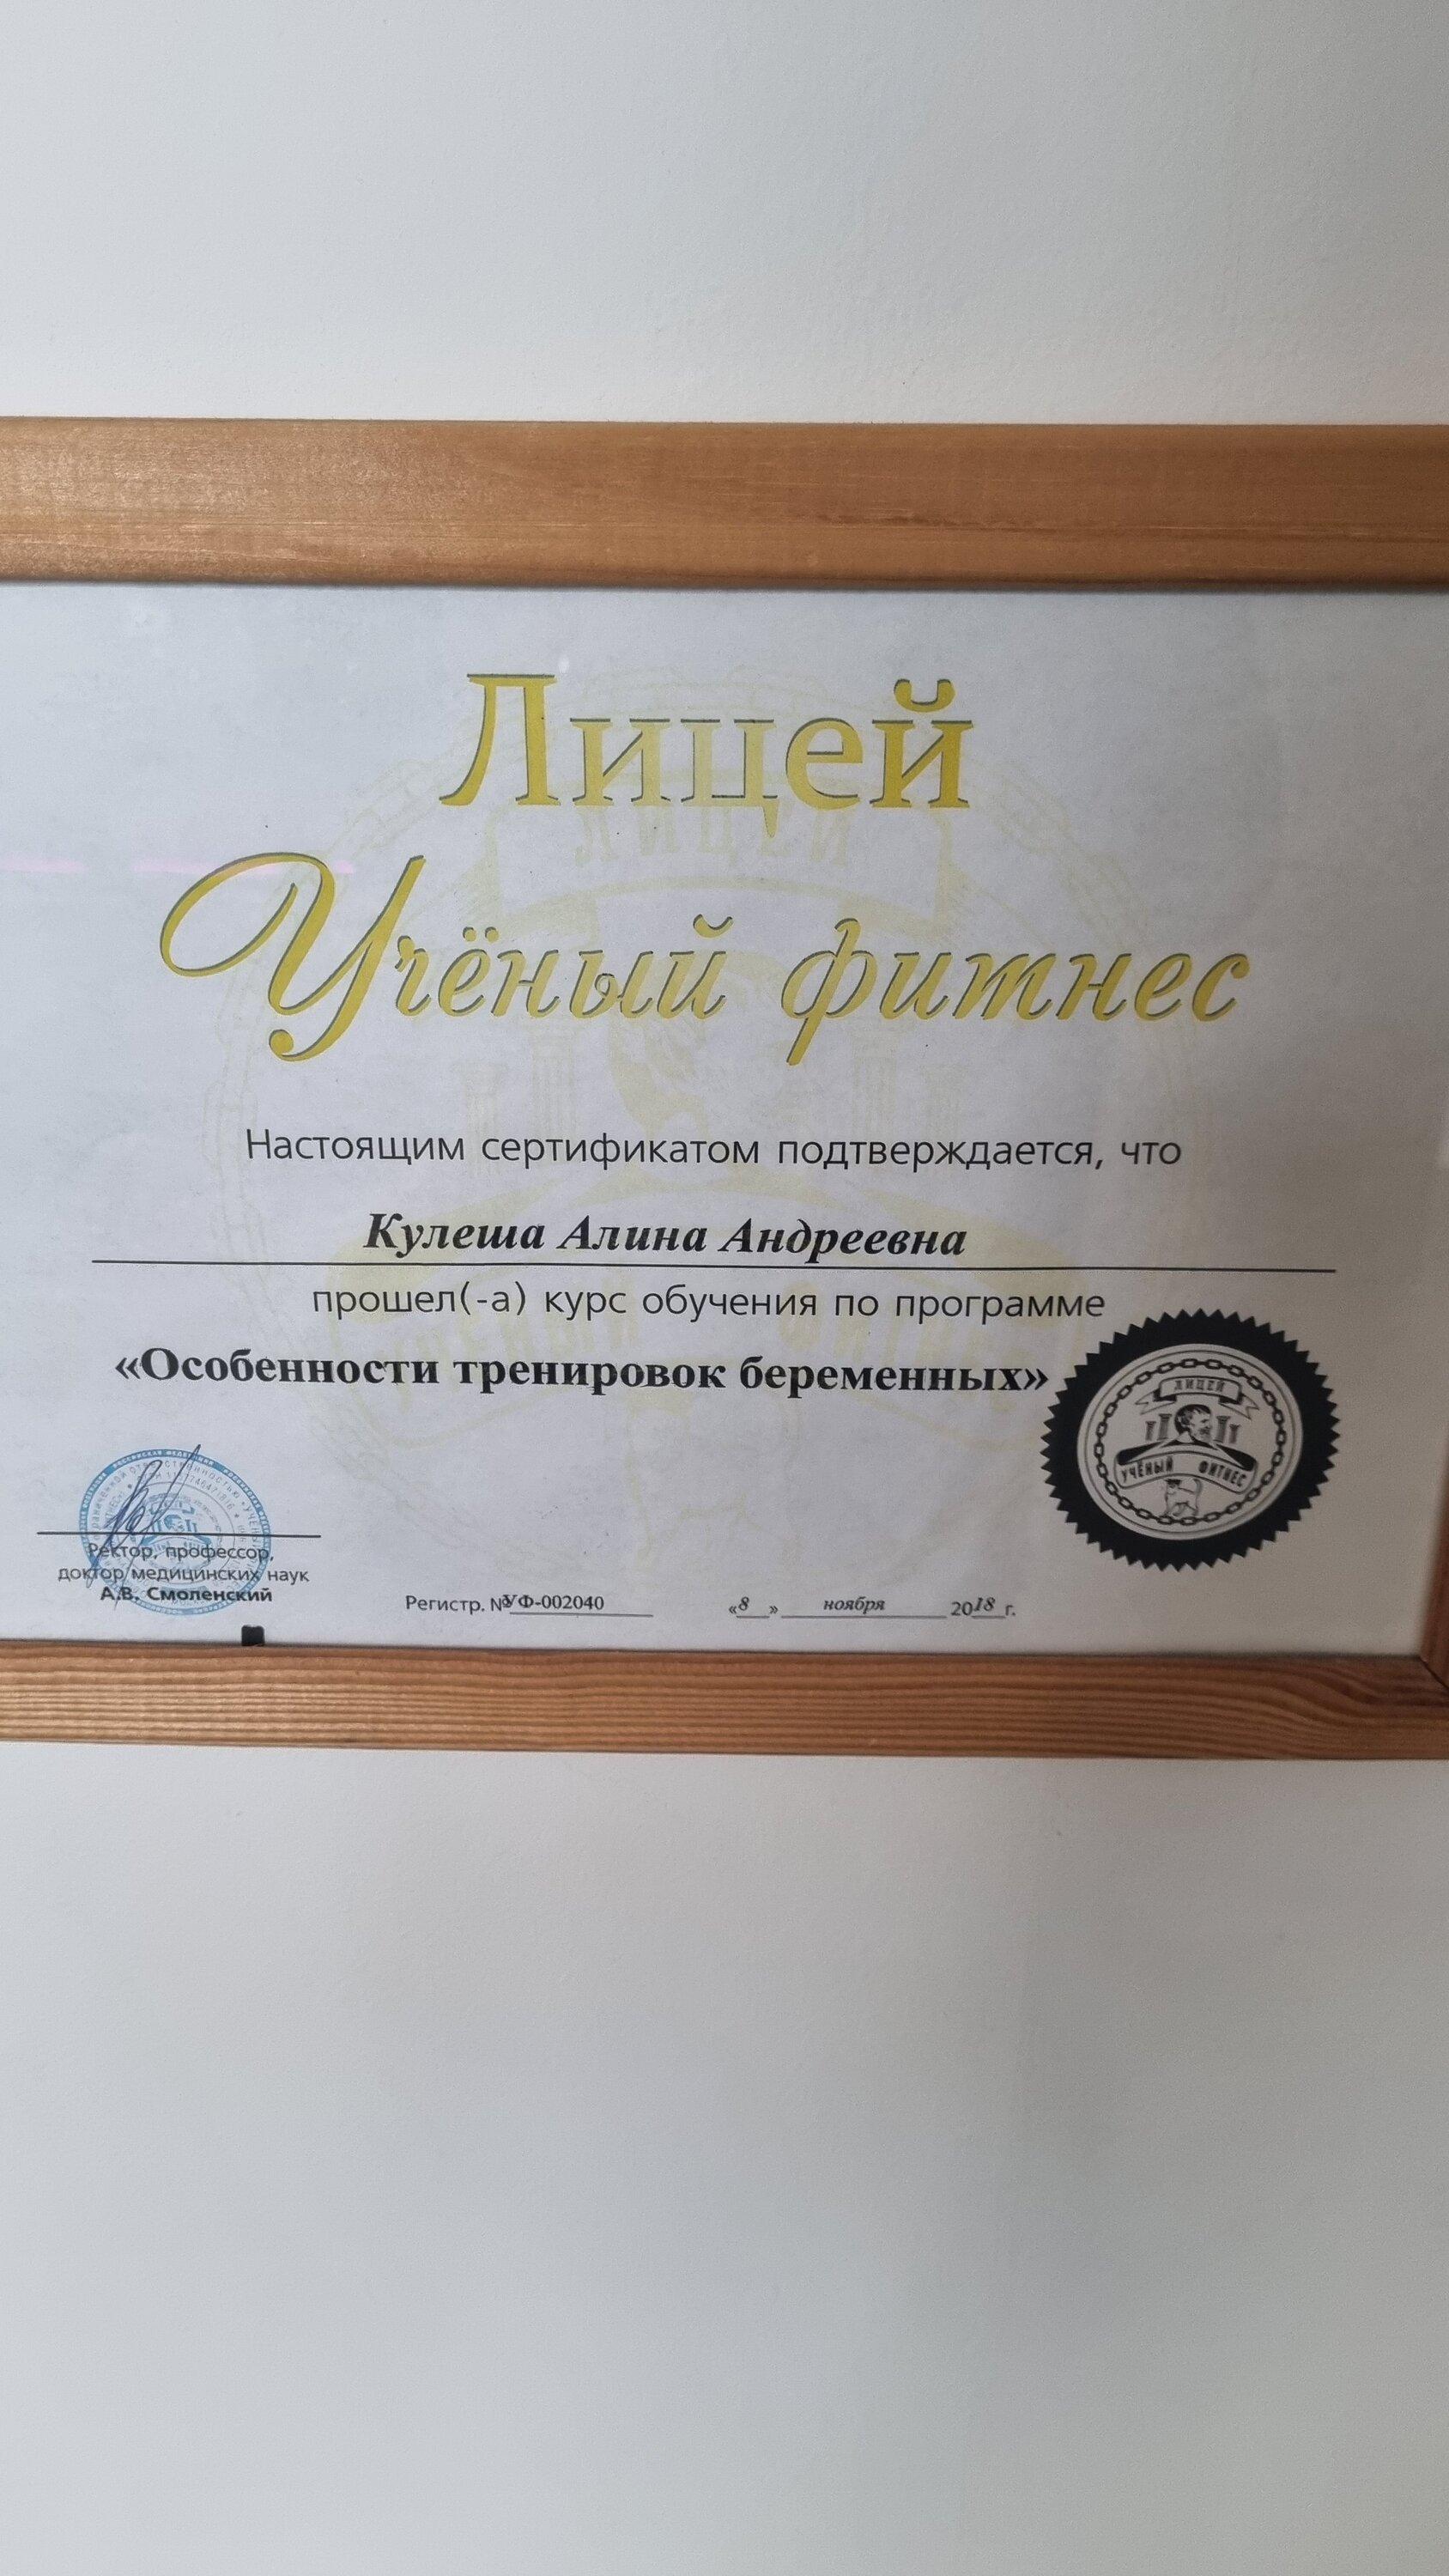 Лицей
Учёный фитнес
Настоящим сертификатом подтверждается, что
Кулеша Алина Андреевна
прошел(-а) курс обучения по программе
«Особенности тренировок беременных»
ЛИЦЕЙ
УЧЁНЫЙ ФИТНЕС
Ректор, профессор,
доктор медицинских наук
А.В. Смоленский
Регистр. № УФ-002040 «8» ноября 2018 г.